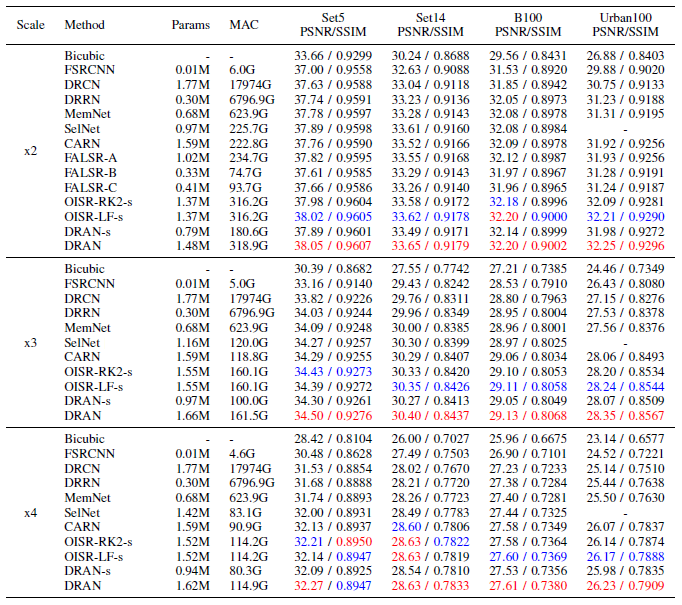 Scale Method Params MAC Set5 PSNR/SSIM Set14 PSNR/SSIM B100 PSNR/SSIM Urban100 PSNR/SSIM
x2
Bicubic - - 33.66 / 0.9299 30.24 / 0.8688 29.56 / 0.8431 26.88 / 0.8403
FSRCNN 0.01M 6.0G 37.00 / 0.9558 32.63 / 0.9088 31.53 / 0.8920 29.88 / 0.9020
DRCN 1.77M 17974G 37.63 / 0.9588 33.04 / 0.9118 31.85 / 0.8942 30.75 / 0.9133
DRRN 0.30M 6796.9G 37.74 / 0.9591 33.23 / 0.9136 32.05 / 0.8973 31.23 / 0.9188
MemNet 0.68M 623.9G 37.78 / 0.9597 33.28 / 0.9143 32.08 / 0.8978 31.31 / 0.9195
SelNet 0.97M 225.7G 37.89 / 0.9598 33.61 / 0.9160 32.08 / 0.8984 -
CARN 1.59M 222.8G 37.76 / 0.9590 33.52 / 0.9166 32.09 / 0.8978 31.92 / 0.9256
FALSR-A 1.02M 234.7G 37.82 / 0.9595 33.55 / 0.9168 32.12 / 0.8987 31.93 / 0.9256
FALSR-B 0.33M 74.7G 37.61 / 0.9585 33.29 / 0.9143 31.97 / 0.8967 31.28 / 0.9191
FALSR-C 0.41M 93.7G 37.66 / 0.9586 33.26 / 0.9140 31.96 / 0.8965 31.24 / 0.9187
OISR-RK2-s 1.37M 316.2G 37.98 / 0.9604 33.58 / 0.9172 32.18 / 0.8996 32.09 / 0.9281
OISR-LF-s 1.37M 316.2G 38.02 / 0.9605 33.62 / 0.9178 32.20 / 0.9000 32.21 / 0.9290
DRAN-s 0.79M 180.6G 37.89 / 0.9601 33.49 / 0.9171 32.14 / 0.8999 31.98 / 0.9272
DRAN 1.48M 318.9G 38.05 / 0.9607 33.65 / 0.9179 32.20 / 0.9002 32.25 / 0.9296
x3
Bicubic - - 30.39 / 0.8682 27.55 / 0.7742 27.21 / 0.7385 24.46 / 0.7349
FSRCNN 0.01M 5.0G 33.16 / 0.9140 29.43 / 0.8242 28.53 / 0.7910 26.43 / 0.8080
DRCN 1.77M 17974G 33.82 / 0.9226 29.76 / 0.8311 28.80 / 0.7963 27.15 / 0.8276
DRRN 0.30M 6796.9G 34.03 / 0.9244 29.96 / 0.8349 28.95 / 0.8004 27.53 / 0.8378
MemNet 0.68M 623.9G 34.09 / 0.9248 30.00 / 0.8385 28.96 / 0.8001 27.56 / 0.8376
SelNet 1.16M 120.0G 34.27 / 0.9257 30.30 / 0.8399 28.97 / 0.8025 -
CARN 1.59M 118.8G 34.29 / 0.9255 30.29 / 0.8407 29.06 / 0.8034 28.06 / 0.8493
OISR-RK2-s 1.55M 160.1G 34.43 / 0.9273 30.33 / 0.8420 29.10 / 0.8053 28.20 / 0.8534
OISR-LF-s 1.55M 160.1G 34.39 / 0.9272 30.35 / 0.8426 29.11 / 0.8058 28.24 / 0.8544
DRAN-s 0.97M 100.0G 34.30 / 0.9261 30.27 / 0.8413 29.05 / 0.8049 28.07 / 0.8509
DRAN 1.66M 161.5G 34.50 / 0.9276 30.40 / 0.8437 29.13 / 0.8068 28.35 / 0.8567
x4
Bicubic - - 28.42 / 0.8104 26.00 / 0.7027 25.96 / 0.6675 23.14 / 0.6577
FSRCNN 0.01M 4.6G 30.48 / 0.8628 27.49 / 0.7503 26.90 / 0.7101 24.52 / 0.7221
DRCN 1.77M 17974G 31.53 / 0.8854 28.02 / 0.7670 27.23 / 0.7233 25.14 / 0.7510
DRRN 0.30M 6796.9G 31.68 / 0.8888 28.21 / 0.7720 27.38 / 0.7284 25.44 / 0.7638
MemNet 0.68M 623.9G 31.74 / 0.8893 28.26 / 0.7723 27.40 / 0.7281 25.50 / 0.7630
SelNet 1.42M 83.1G 32.00 / 0.8931 28.49 / 0.7783 27.44 / 0.7325 -
CARN 1.59M 90.9G 32.13 / 0.8937 28.60 / 0.7806 27.58 / 0.7349 26.07 / 0.7837
OISR-RK2-s 1.52M 114.2G 32.21 / 0.8950 28.63 / 0.7822 27.58 / 0.7364 26.14 / 0.7874
OISR-LF-s 1.52M 114.2G 32.14 / 0.8947 28.63 / 0.7819 27.60 / 0.7369 26.17 / 0.7888
DRAN-s 0.94M 80.3G 32.09 / 0.8925 28.54 / 0.7810 27.53 / 0.7356 25.98 / 0.7835
DRAN 1.62M 114.9G 32.27 / 0.8947 28.63 / 0.7833 27.61 / 0.7380 26.23 / 0.7909